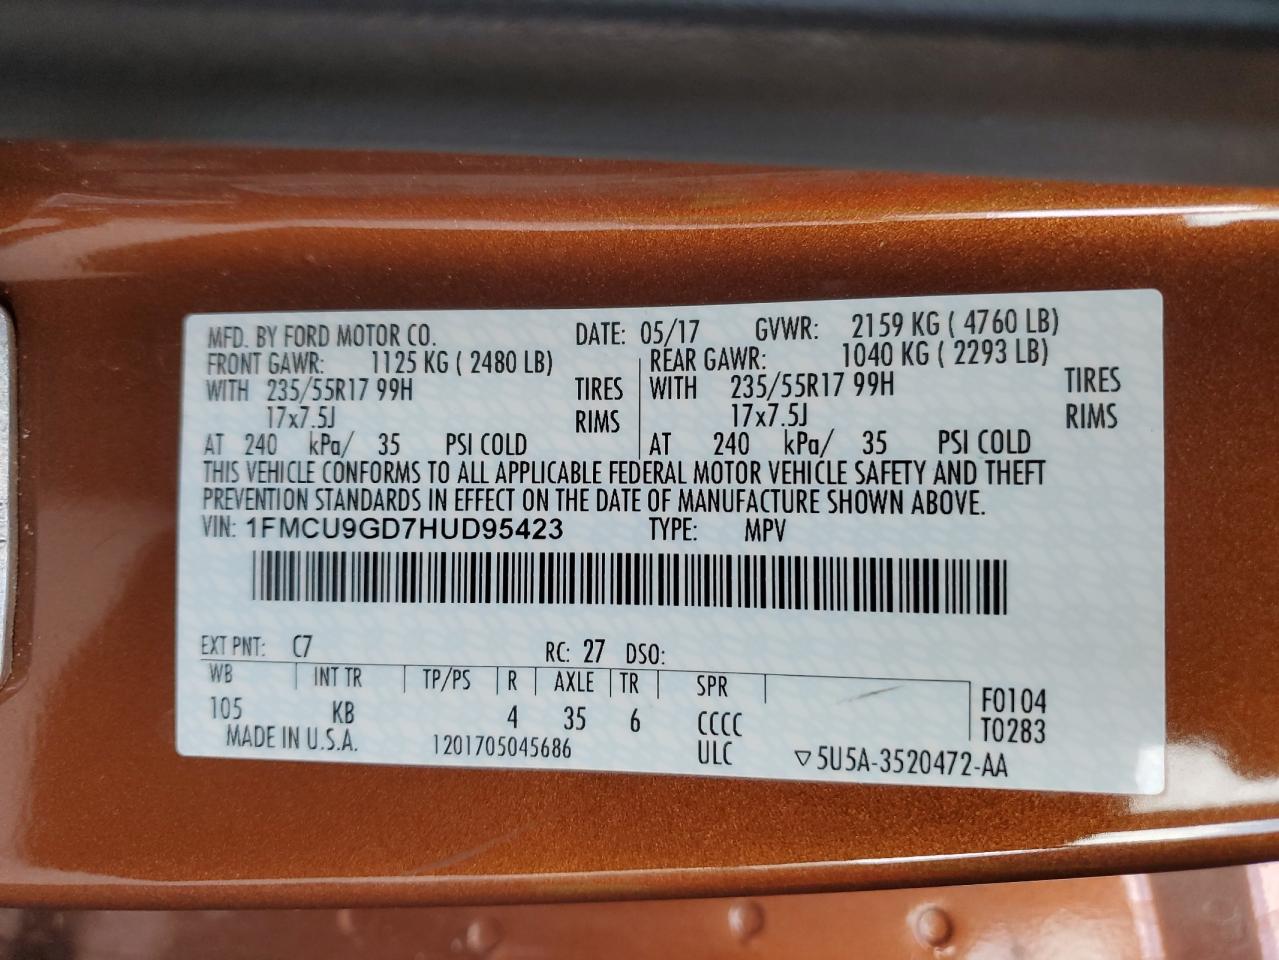 MFD. BY FORD MOTOR CO. DATE: 05/17 GVWR: 2159 KG ( 4760 LB)
FRONT GAWR: 1125 KG ( 2480 LB) REAR GAWR: 1040 KG ( 2293 LB)
WITH 235/55R17 99H TIRES WITH 235/55R17 99H TIRES
17x7.5J RIMS 17x7.5J RIMS
AT 240 kPa/ 35 PSI COLD AT 240 kPa/ 35 PSI COLD
THIS VEHICLE CONFORMS TO ALL APPLICABLE FEDERAL MOTOR VEHICLE SAFETY AND THEFT
PREVENTION STANDARDS IN EFFECT ON THE DATE OF MANUFACTURE SHOWN ABOVE.
VIN: 1FMCU9GD7HUD95423 TYPE: MPV
EXT PNT: C7 RC: 27 DSO:
WB INT TR TP/PS R AXLE TR SPR F0104
105 KB 4 35 6 CCCC T0283
MADE IN U.S.A. 1201705045686 ULC ▽5U5A-3520472-AA